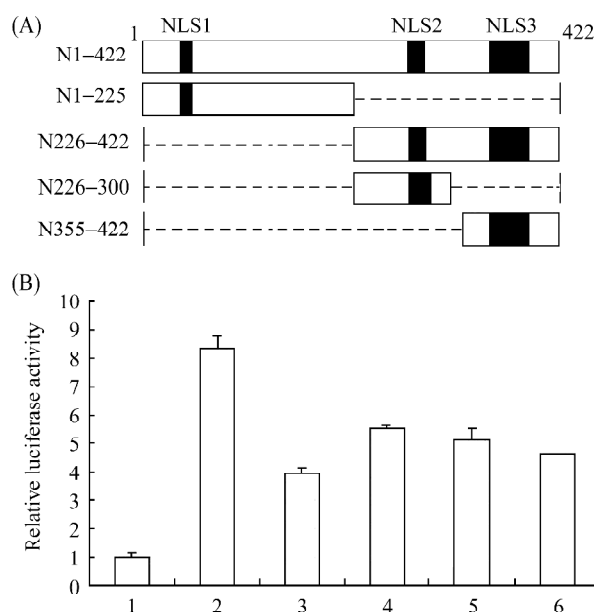 (A)
1 NLS1 NLS2 NLS3 422
N1–422
N1–225
N226–422
N226–300
N355–422
(B)
Relative luciferase activity
10
9
8
7
6
5
4
3
2
1
0
1 2 3 4 5 6